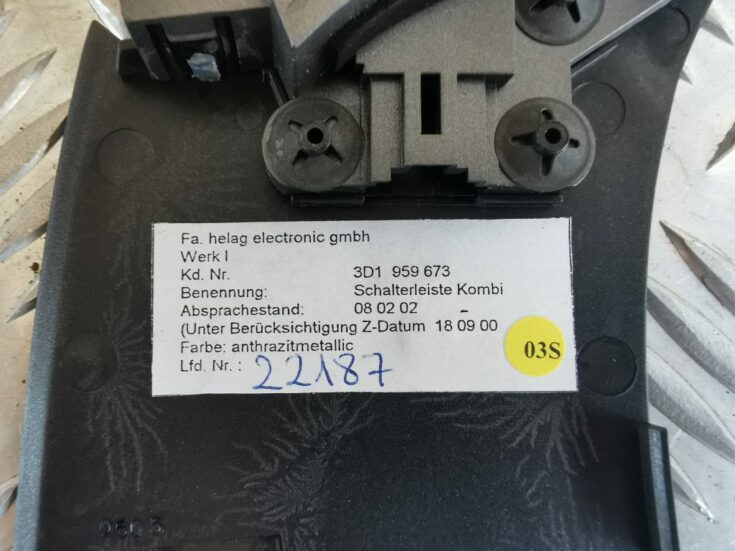 Fa. helag electronic gmbh
Werk I
Kd. Nr. 3D1 959 673
Benennung: Schalterleiste Kombi
Absprachestand: 08 02 02 -
(Unter Berücksichtigung Z-Datum 18 09 00
Farbe: anthrazitmetallic
03S
Lfd. Nr. : 22187